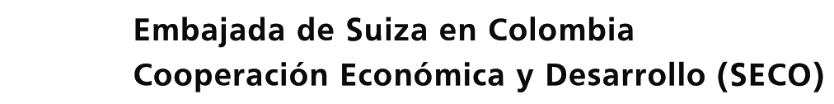 Embajada de Suiza en Colombia
Cooperación Económica y Desarrollo (SECO)